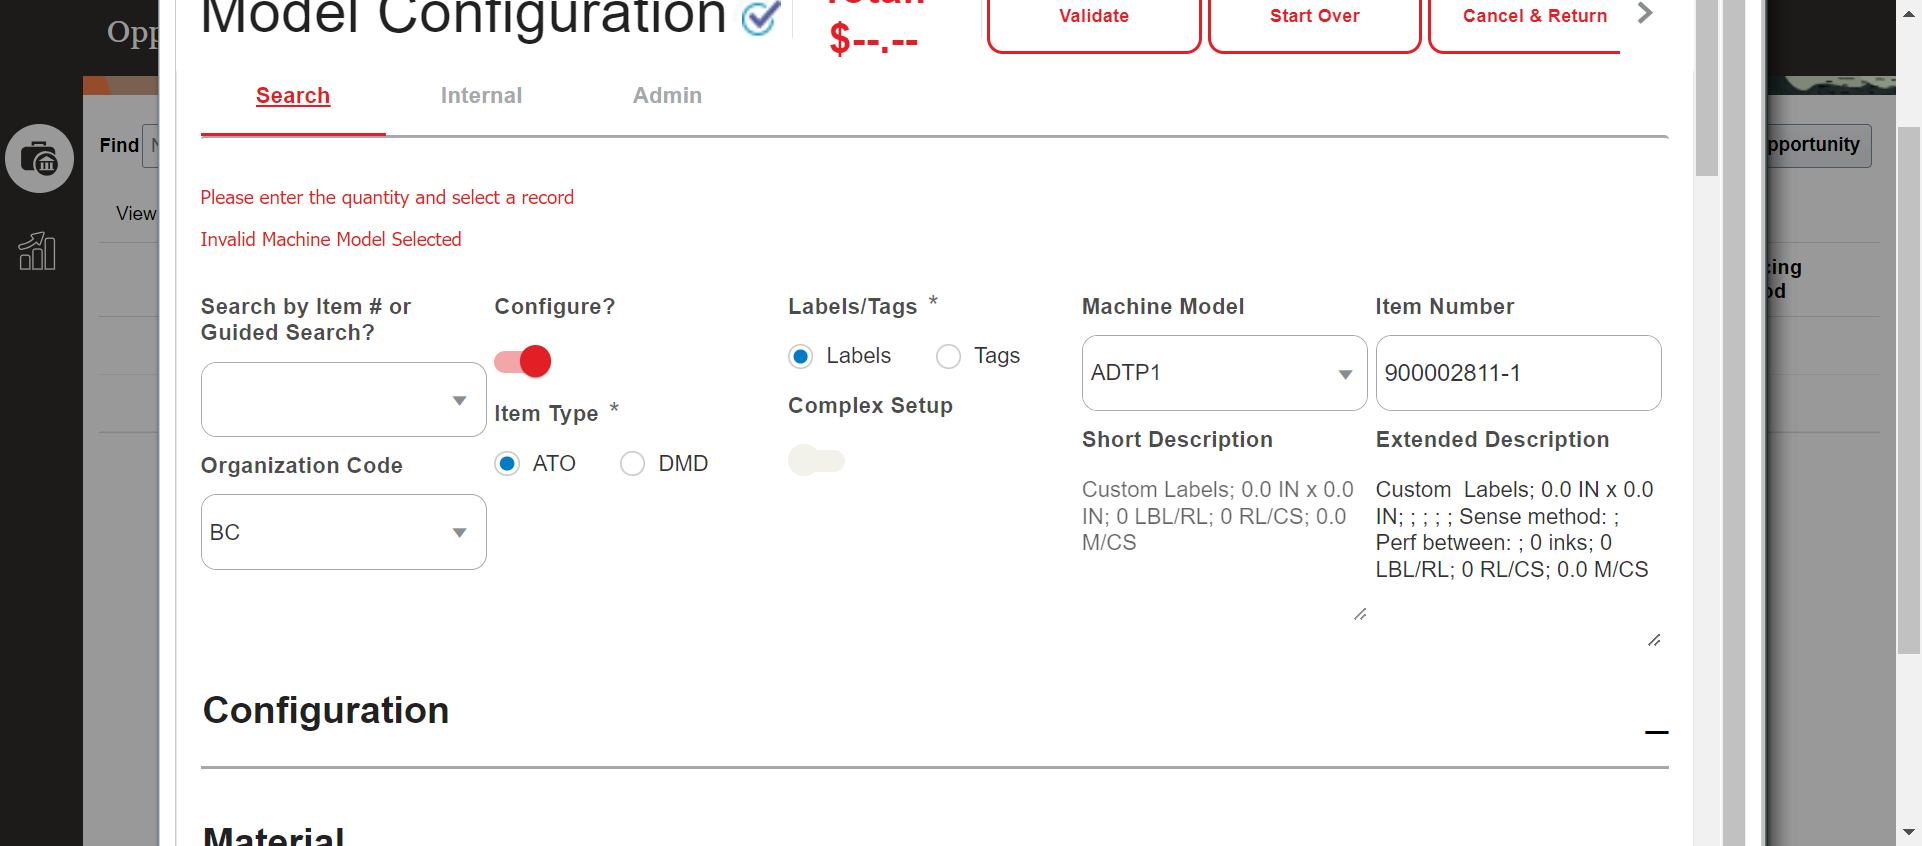 Model Configuration
$--.--
Validate
Start Over
Cancel & Return
Search
Internal
Admin
Find
pportunity
View
Please enter the quantity and select a record
Invalid Machine Model Selected
Search by Item # or
Guided Search?
Configure?
Labels/Tags *
Labels
Tags
Machine Model
ADTP1
Item Number
900002811-1
Item Type *
ATO
DMD
Complex Setup
Organization Code
BC
Short Description
Custom Labels; 0.0 IN x 0.0
IN; 0 LBL/RL; 0 RL/CS; 0.0
M/CS
Extended Description
Custom  Labels; 0.0 IN x 0.0
IN; ; ; ; ; Sense method: ;
Perf between: ; 0 inks; 0
LBL/RL; 0 RL/CS; 0.0 M/CS
Configuration
Material